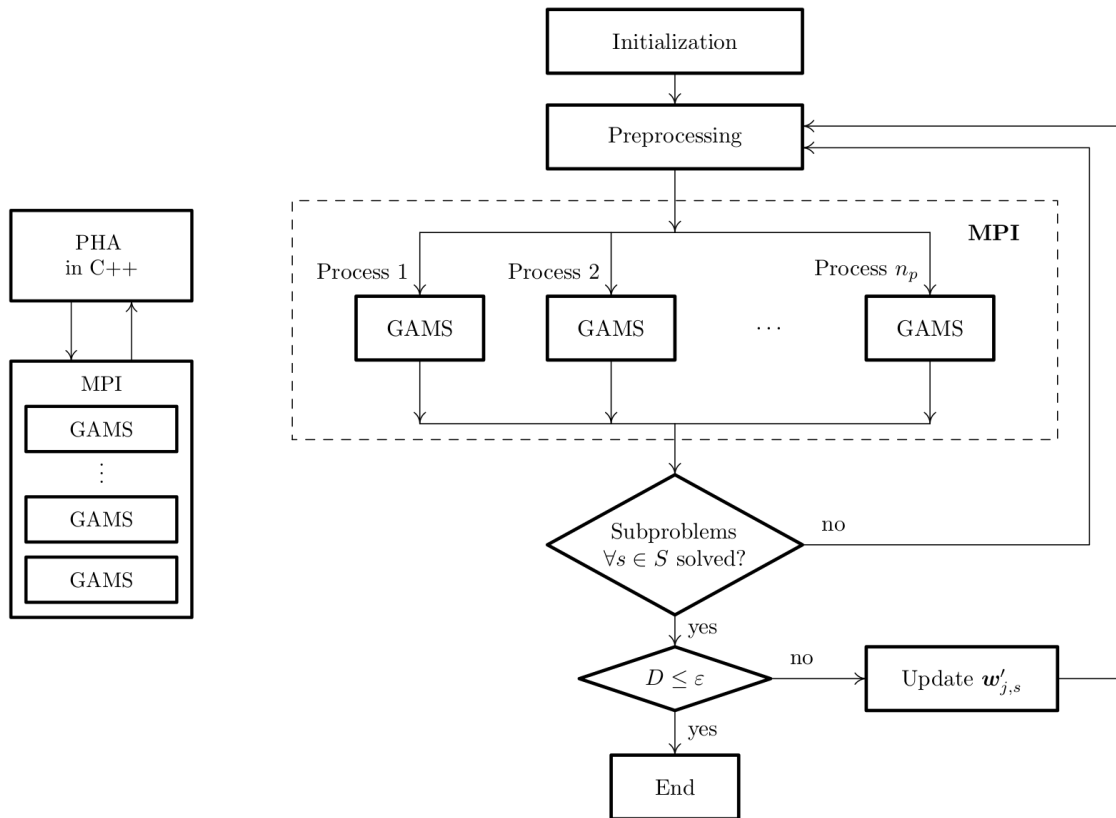 PHA
in C++
MPI
GAMS
⋮
GAMS
GAMS
Initialization
Preprocessing
MPI
Process 1
Process 2
Process $n_p$
GAMS
GAMS
⋯
GAMS
Subproblems
∀s ∈ S solved?
no
yes
D ≤ ε
no
Update $\boldsymbol{w}'_{j,s}$
yes
End